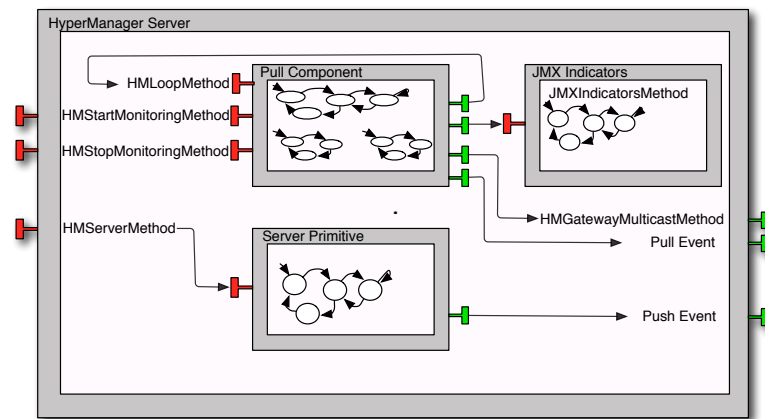 HyperManager Server
Pull Component
JMX Indicators
HMLoopMethod
JMXIndicatorsMethod
HMStartMonitoringMethod
HMStopMonitoringMethod
HMGatewayMulticastMethod
HMServerMethod
Pull Event
Server Primitive
Push Event